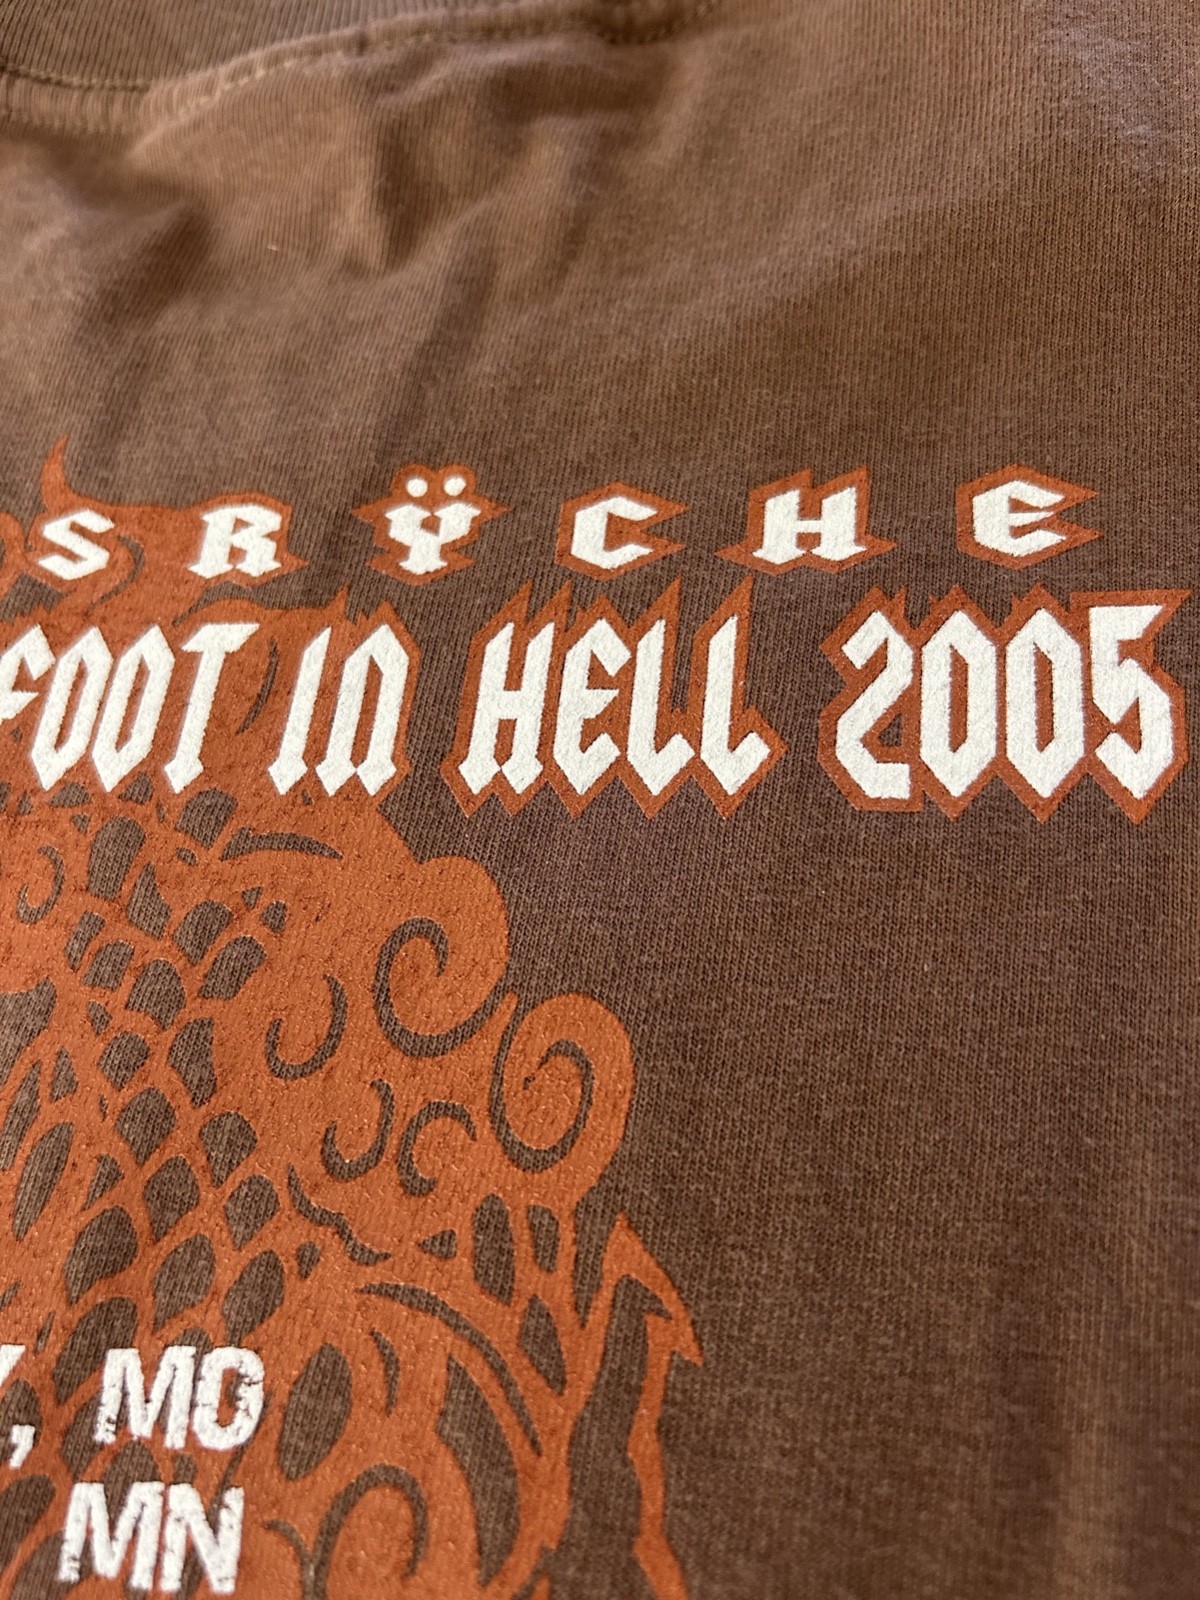 SRŸCHE
FOOT IN HELL 2005
, MO
MN